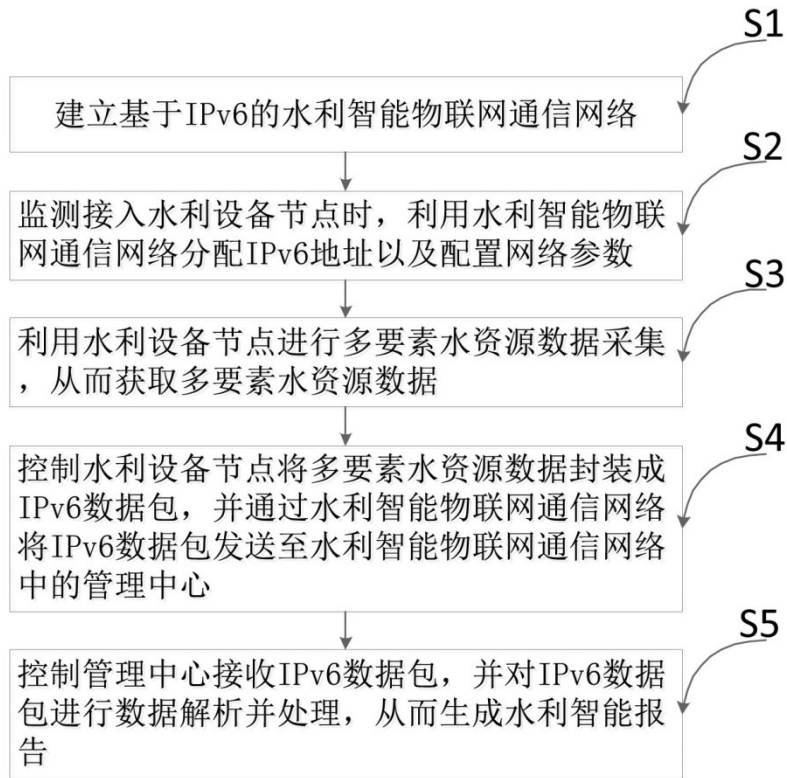 S1
建立基于IPv6的水利智能物联网通信网络
S2
监测接入水利设备节点时，利用水利智能物联
网通信网络分配IPv6地址以及配置网络参数
S3
利用水利设备节点进行多要素水资源数据采集
，从而获取多要素水资源数据
S4
控制水利设备节点将多要素水资源数据封装成
IPv6数据包，并通过水利智能物联网通信网络
将IPv6数据包发送至水利智能物联网通信网络
中的管理中心
S5
控制管理中心接收IPv6数据包，并对IPv6数据
包进行数据解析并处理，从而生成水利智能报
告